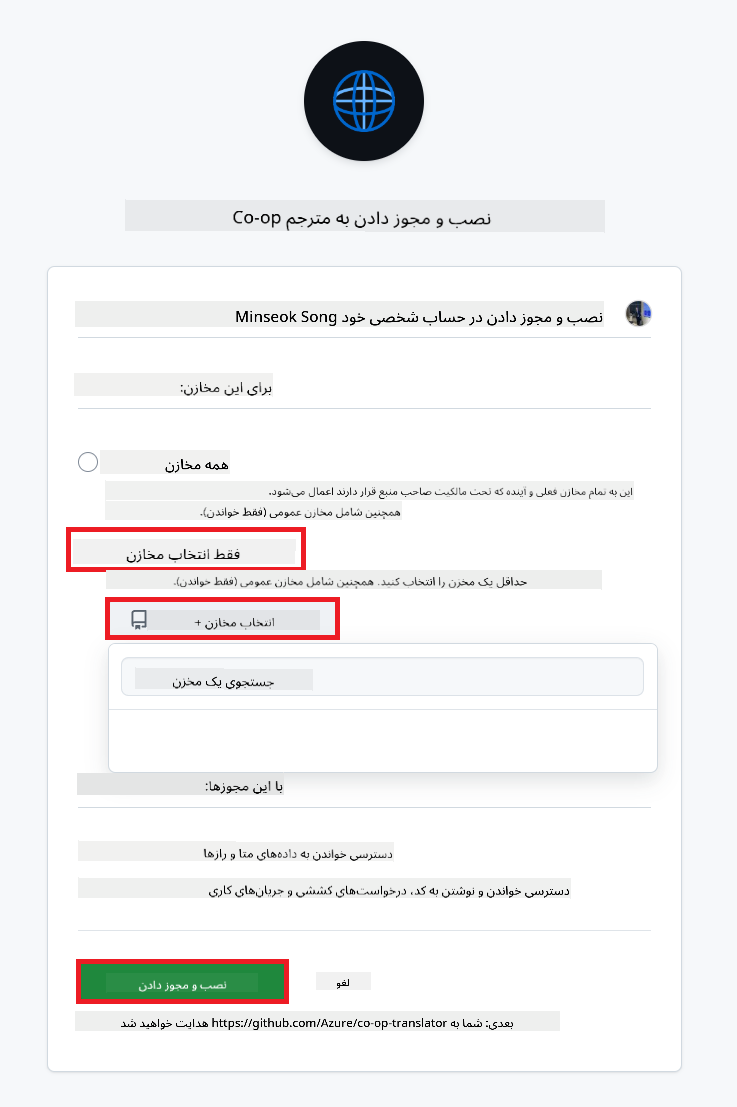 نصب و مجوز دادن به مترجم Co-op
نصب و مجوز دادن در حساب شخصی خود Minseok Song
برای این مخازن:
همه مخازن
این به تمام مخازن فعلی و آینده که تحت مالکیت صاحب منبع قرار دارند اعمال می‌شود.
همچنین شامل مخازن عمومی (فقط خواندن).
فقط انتخاب مخازن
حداقل یک مخزن را انتخاب کنید. همچنین شامل مخازن عمومی (فقط خواندن).
انتخاب مخازن +
جستجوی یک مخزن
با این مجوزها:
دسترسی خواندن به داده‌های متا و رازها
دسترسی خواندن و نوشتن به کد، درخواست‌های کششی و جریان‌های کاری
نصب و مجوز دادن
لغو
بعدی: شما به https://github.com/Azure/co-op-translator هدایت خواهید شد